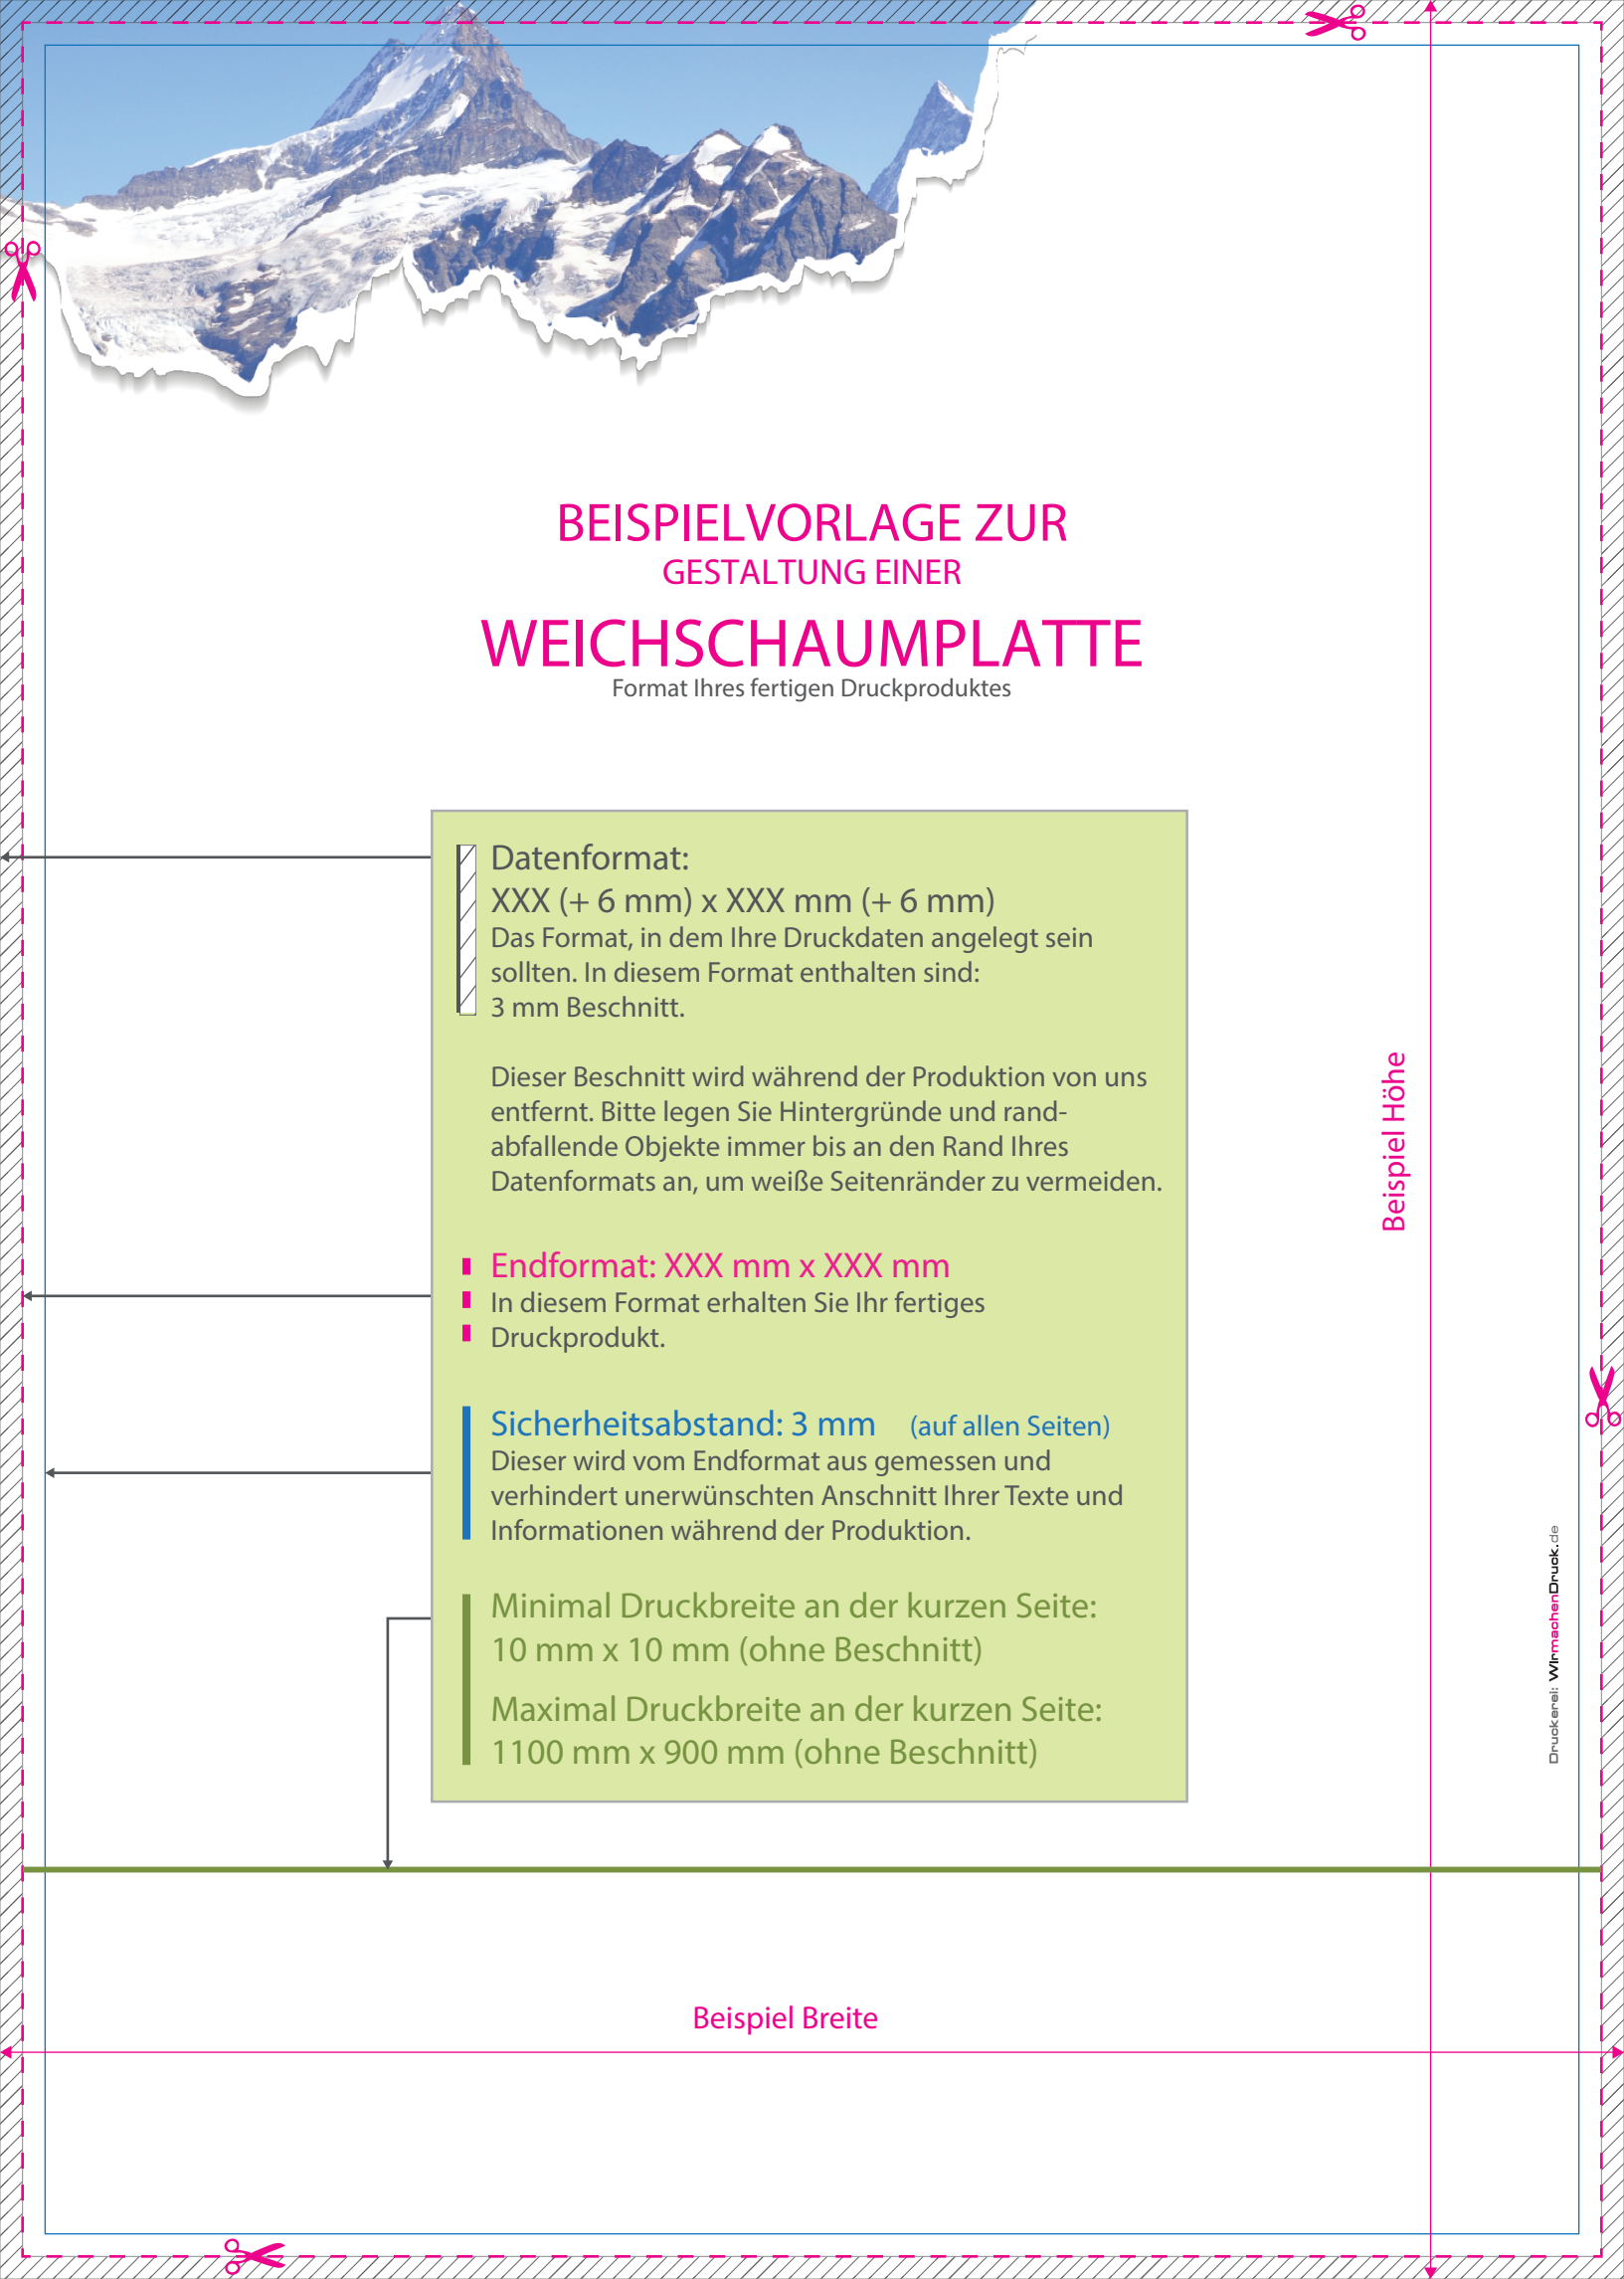 BEISPIELVORLAGE ZUR
GESTALTUNG EINER
WEICHSCHAUMPLATTE
Format Ihres fertigen Druckproduktes
Datenformat:
XXX (+ 6 mm) x XXX mm (+ 6 mm)
Das Format, in dem Ihre Druckdaten angelegt sein
sollten. In diesem Format enthalten sind:
3 mm Beschnitt.
Dieser Beschnitt wird während der Produktion von uns
entfernt. Bitte legen Sie Hintergründe und rand-
abfallende Objekte immer bis an den Rand Ihres
Datenformats an, um weiße Seitenränder zu vermeiden.
Endformat: XXX mm x XXX mm
In diesem Format erhalten Sie Ihr fertiges
Druckprodukt.
Sicherheitsabstand: 3 mm (auf allen Seiten)
Dieser wird vom Endformat aus gemessen und
verhindert unerwünschten Anschnitt Ihrer Texte und
Informationen während der Produktion.
Minimal Druckbreite an der kurzen Seite:
10 mm x 10 mm (ohne Beschnitt)
Maximal Druckbreite an der kurzen Seite:
1100 mm x 900 mm (ohne Beschnitt)
Beispiel Höhe
Druckerei: WIrmachenDruck.de
Beispiel Breite